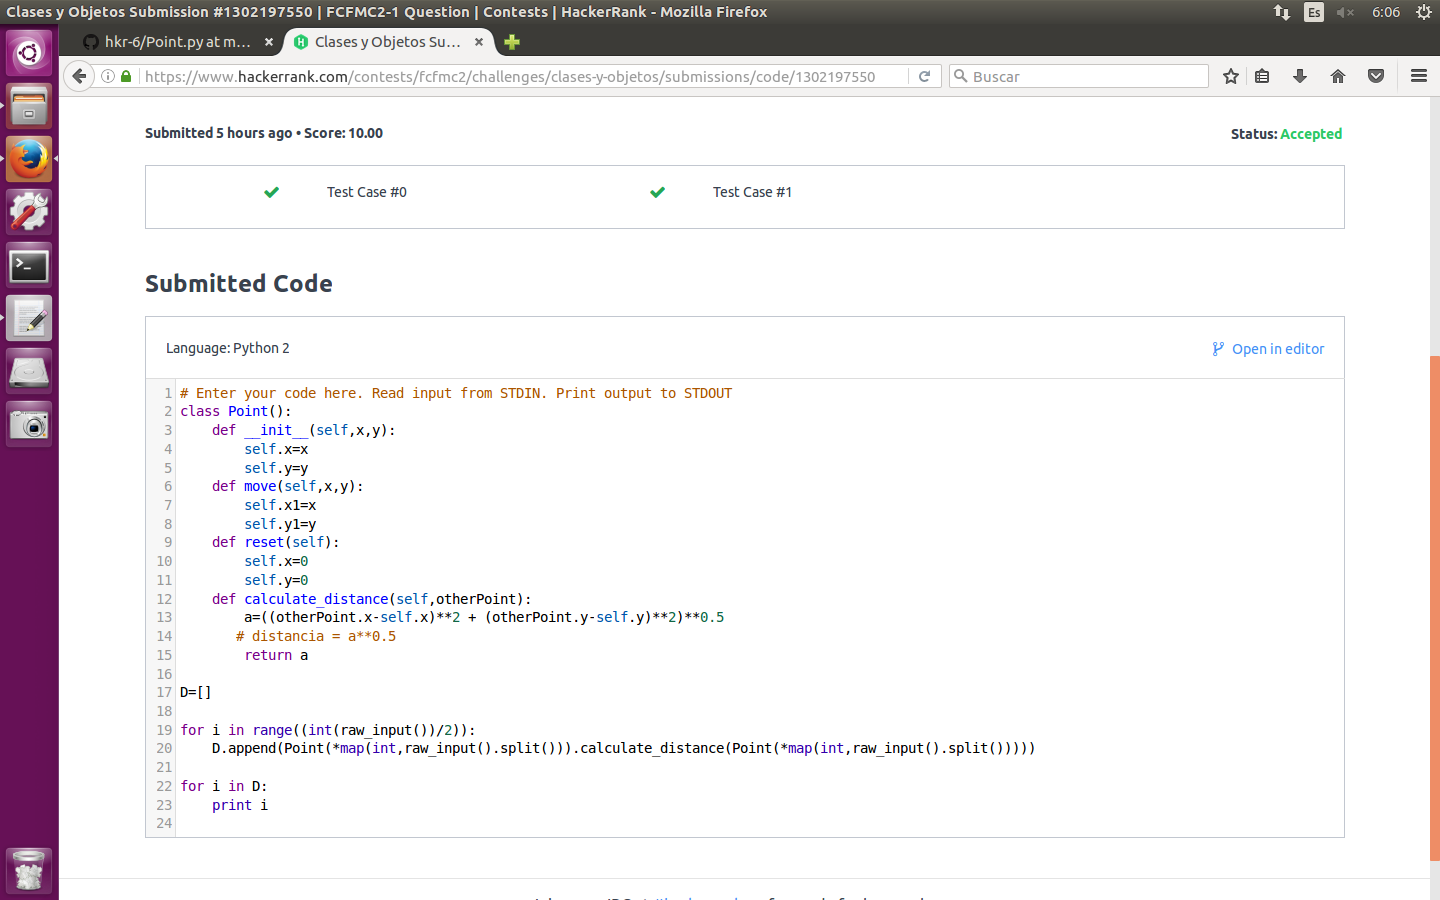 Clases y Objetos Submission #1302197550 | FCFMC2-1 Question | Contests | HackerRank - Mozilla Firefox
Es
6:06
hkr-6/Point.py at m...
Clases y Objetos Su...
https://www.hackerrank.com/contests/fcfmc2/challenges/clases-y-objetos/submissions/code/1302197550
Buscar
Submitted 5 hours ago • Score: 10.00
Status: Accepted
Test Case #0
Test Case #1
Submitted Code
Language: Python 2
Open in editor
1 # Enter your code here. Read input from STDIN. Print output to STDOUT
2 class Point():
3     def __init__(self,x,y):
4         self.x=x
5         self.y=y
6     def move(self,x,y):
7         self.x1=x
8         self.y1=y
9     def reset(self):
10         self.x=0
11         self.y=0
12     def calculate_distance(self,otherPoint):
13         a=((otherPoint.x-self.x)**2 + (otherPoint.y-self.y)**2)**0.5
14        # distancia = a**0.5
15         return a
16
17 D=[]
18
19 for i in range((int(raw_input())/2)):
20     D.append(Point(*map(int,raw_input().split())).calculate_distance(Point(*map(int,raw_input().split()))))
21
22 for i in D:
23     print i
24